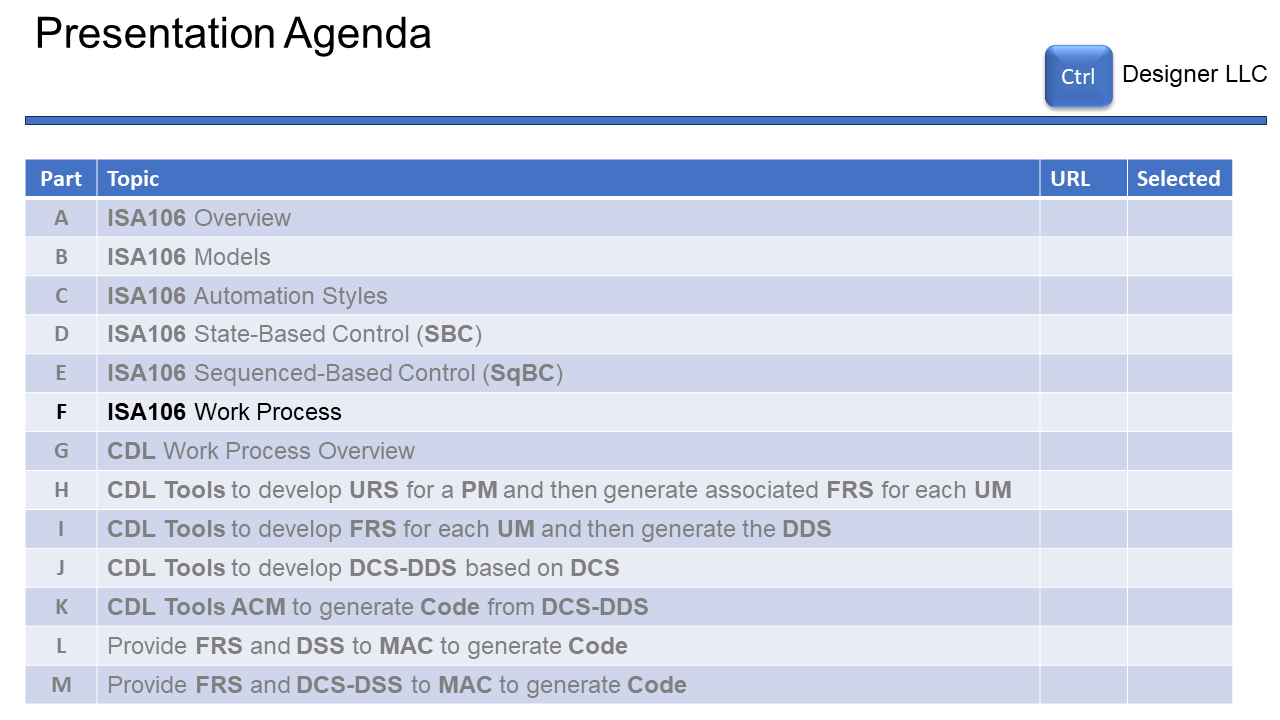 Presentation Agenda
Ctrl Designer LLC
Part Topic URL Selected
A ISA106 Overview
B ISA106 Models
C ISA106 Automation Styles
D ISA106 State-Based Control (SBC)
E ISA106 Sequenced-Based Control (SqBC)
F ISA106 Work Process
G CDL Work Process Overview
H CDL Tools to develop URS for a PM and then generate associated FRS for each UM
I CDL Tools to develop FRS for each UM and then generate the DDS
J CDL Tools to develop DCS-DDS based on DCS
K CDL Tools ACM to generate Code from DCS-DDS
L Provide FRS and DSS to MAC to generate Code
M Provide FRS and DCS-DSS to MAC to generate Code